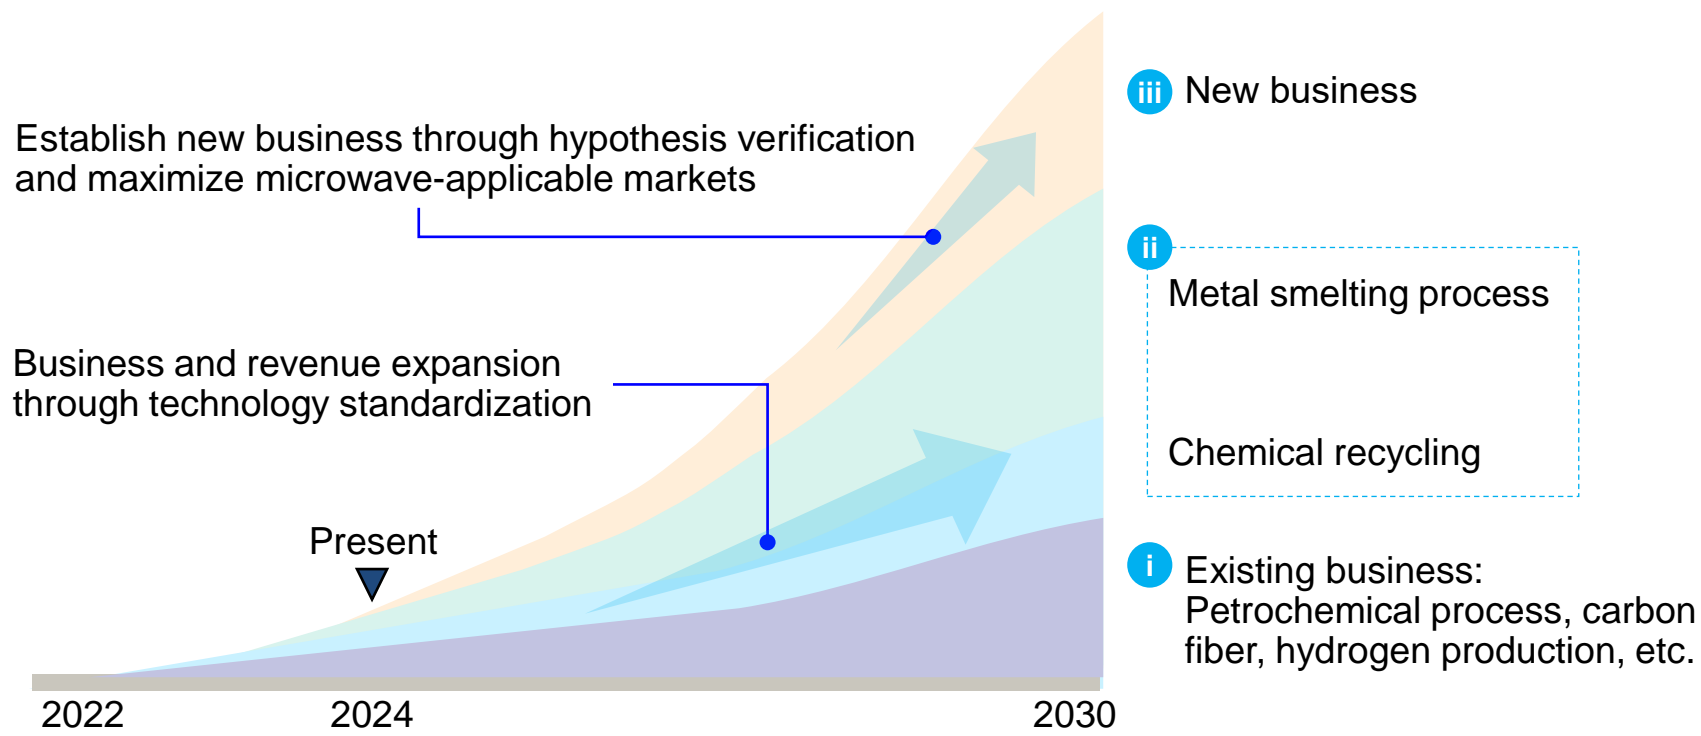 iii New business
Establish new business through hypothesis verification
and maximize microwave-applicable markets
ii
Metal smelting process
Business and revenue expansion
through technology standardization
Chemical recycling
Present
i Existing business:
Petrochemical process, carbon
fiber, hydrogen production, etc.
2022 2024 2030